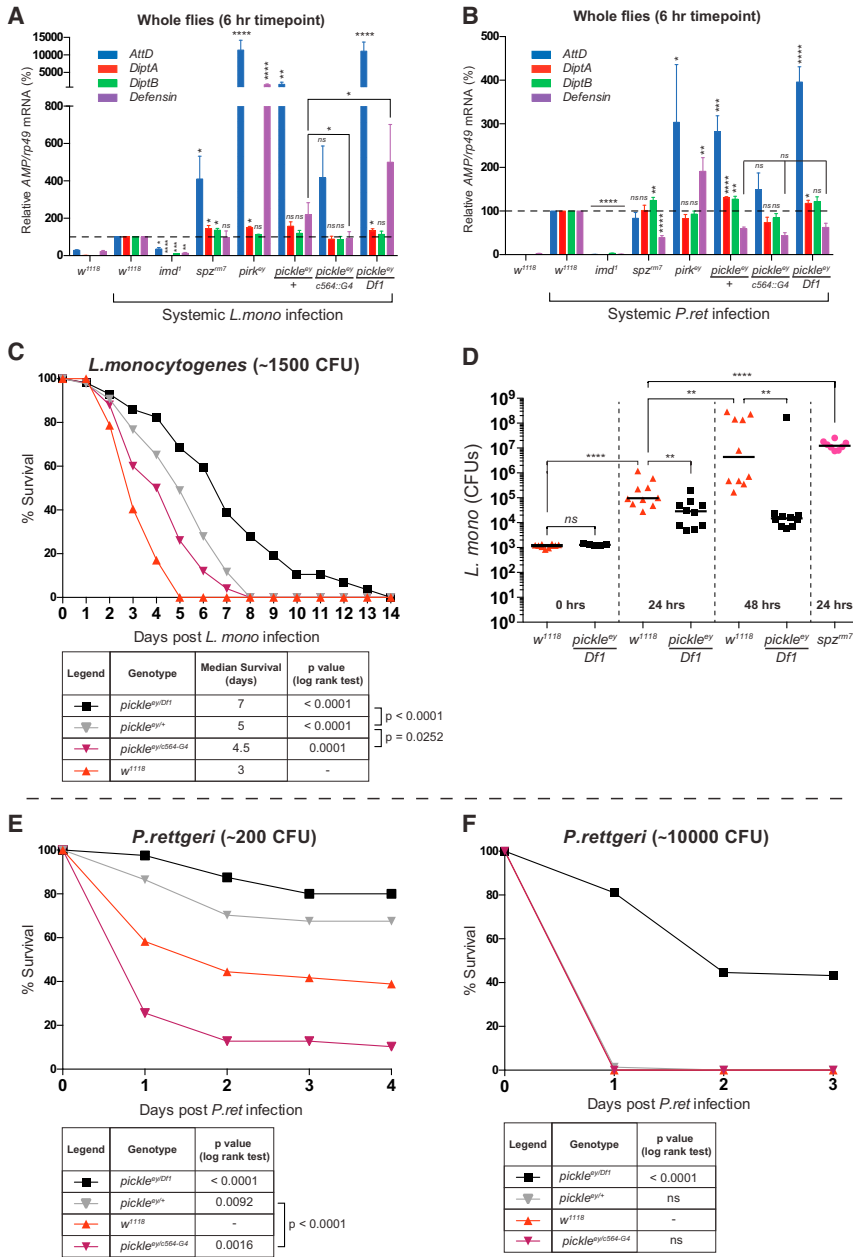 A
Whole flies (6 hr timepoint)
Relative AMP/rp49 mRNA (%)
15000
10000
5000
800
600
400
200
100
0
AttD
DiptA
DiptB
Defensin
****
****
**
****
*
*
ns
*
*
*
ns
*
ns
ns
ns
ns
ns
*
ns
**
****
****
**
w1118
w1118
imd1
spzrm7
pirkey
pickleey
+
pickleey
c564::G4
pickleey
Df1
Systemic L.mono infection
B
Whole flies (6 hr timepoint)
Relative AMP/rp49 mRNA (%)
500
400
300
200
100
0
AttD
DiptA
DiptB
Defensin
****
ns
ns
**
****
*
ns
ns
**
***
****
**
ns
ns
ns
ns
****
*
ns
w1118
w1118
imd1
spzrm7
pirkey
pickleey
+
pickleey
c564::G4
pickleey
Df1
Systemic P.ret infection
C
L.monocytogenes (~1500 CFU)
% Survival
100
80
60
40
20
0
0 1 2 3 4 5 6 7 8 9 10 11 12 13 14
Days post L. mono infection
Legend Genotype Median Survival (days) p value (log rank test)
pickleey/Df1 7 < 0.0001
pickleey/+ 5 < 0.0001
pickleey/c564-G4 4.5 0.0001
w1118 3 -
p < 0.0001
p = 0.0252
D
L. mono (CFUs)
109
108
107
106
105
104
103
102
101
100
ns
****
**
**
**
****
0 hrs
24 hrs
48 hrs
24 hrs
w1118
pickleey
Df1
w1118
pickleey
Df1
w1118
pickleey
Df1
spzrm7
E
P.rettgeri (~200 CFU)
% Survival
100
80
60
40
20
0
0 1 2 3 4
Days post P.ret infection
Legend Genotype p value (log rank test)
pickleey/Df1 < 0.0001
pickleey/+ 0.0092
w1118 -
pickleey/c564-G4 0.0016
p < 0.0001
F
P.rettgeri (~10000 CFU)
% Survival
100
80
60
40
20
0
0 1 2 3
Days post P.ret infection
Legend Genotype p value (log rank test)
pickleey/Df1 < 0.0001
pickleey/+ ns
w1118 -
pickleey/c564-G4 ns